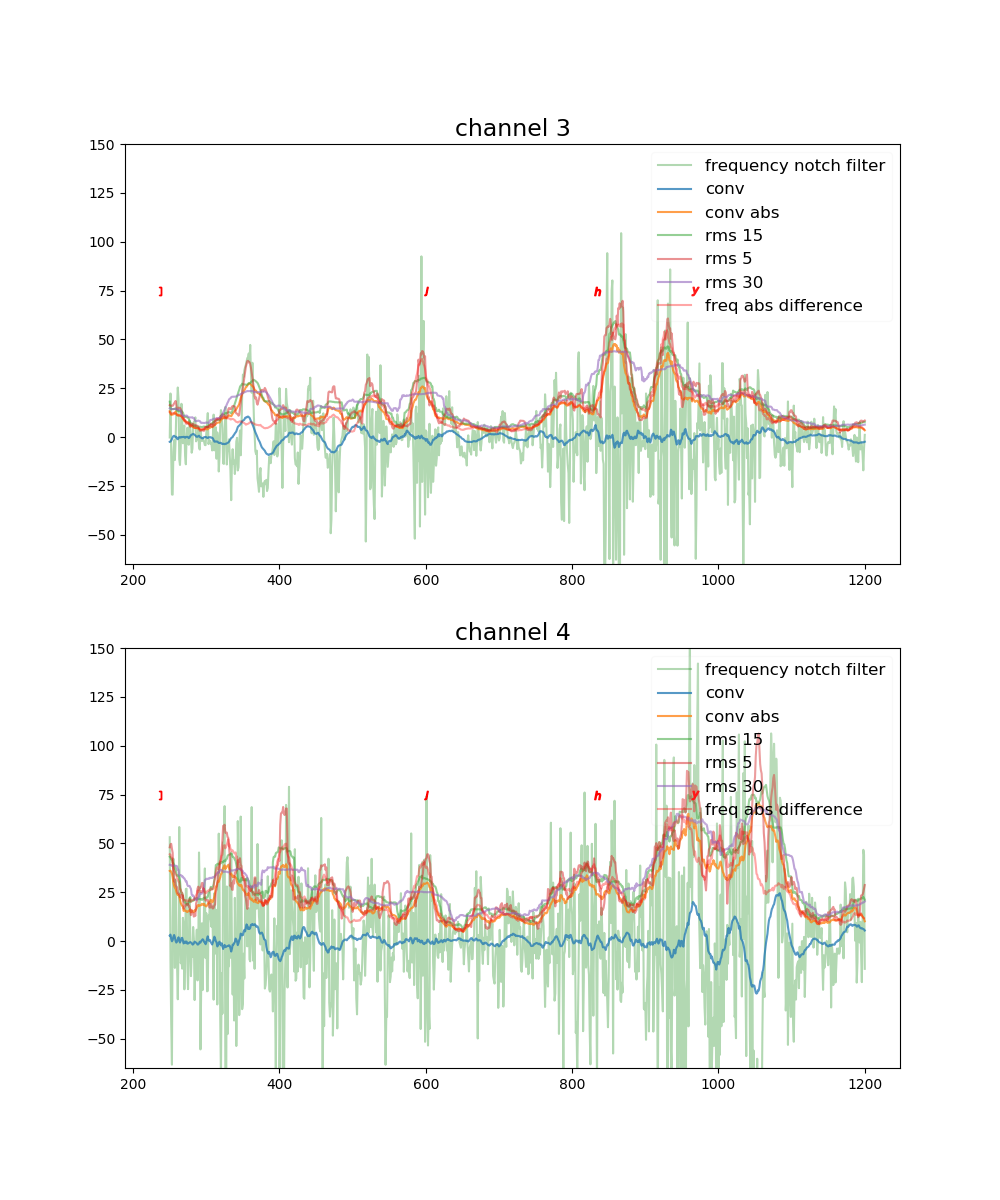 channel 3
150
125
100
75
50
25
0
−25
−50
200 400 600 800 1000 1200
frequency notch filter
conv
conv abs
rms 15
rms 5
rms 30
freq abs difference
h
y
channel 4
150
125
100
75
50
25
0
−25
−50
200 400 600 800 1000 1200
frequency notch filter
conv
conv abs
rms 15
rms 5
rms 30
freq abs difference
h
y